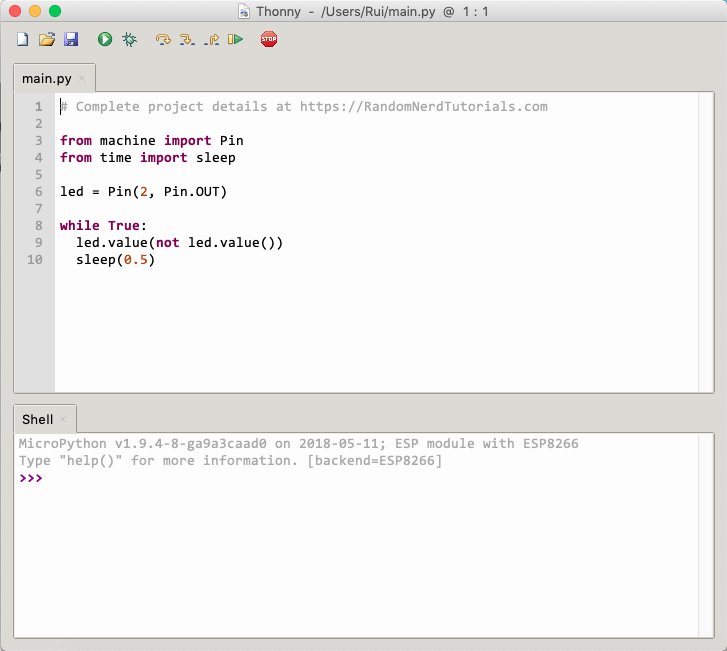 Thonny - /Users/Rui/main.py @ 1 : 1
STOP
main.py
1 # Complete project details at https://RandomNerdTutorials.com
2
3 from machine import Pin
4 from time import sleep
5
6 led = Pin(2, Pin.OUT)
7
8 while True:
9   led.value(not led.value())
10   sleep(0.5)
Shell
MicroPython v1.9.4-8-ga9a3caad0 on 2018-05-11; ESP module with ESP8266
Type "help()" for more information. [backend=ESP8266]
>>>